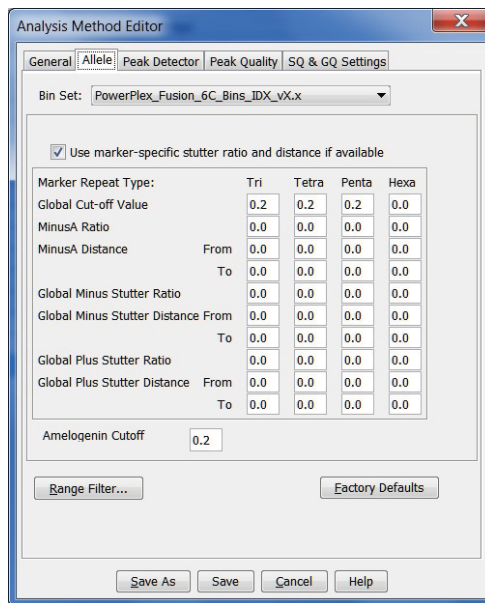 Analysis Method Editor
X
General Allele Peak Detector Peak Quality SQ & GQ Settings
Bin Set: PowerPlex_Fusion_6C_Bins_IDX_vX.x
Use marker-specific stutter ratio and distance if available
Marker Repeat Type: Tri Tetra Penta Hexa
Global Cut-off Value 0.2 0.2 0.2 0.0
MinusA Ratio 0.0 0.0 0.0 0.0
MinusA Distance From 0.0 0.0 0.0 0.0
To 0.0 0.0 0.0 0.0
Global Minus Stutter Ratio 0.0 0.0 0.0 0.0
Global Minus Stutter Distance From 0.0 0.0 0.0 0.0
To 0.0 0.0 0.0 0.0
Global Plus Stutter Ratio 0.0 0.0 0.0 0.0
Global Plus Stutter Distance From 0.0 0.0 0.0 0.0
To 0.0 0.0 0.0 0.0
Amelogenin Cutoff 0.2
Range Filter... Factory Defaults
Save As Save Cancel Help